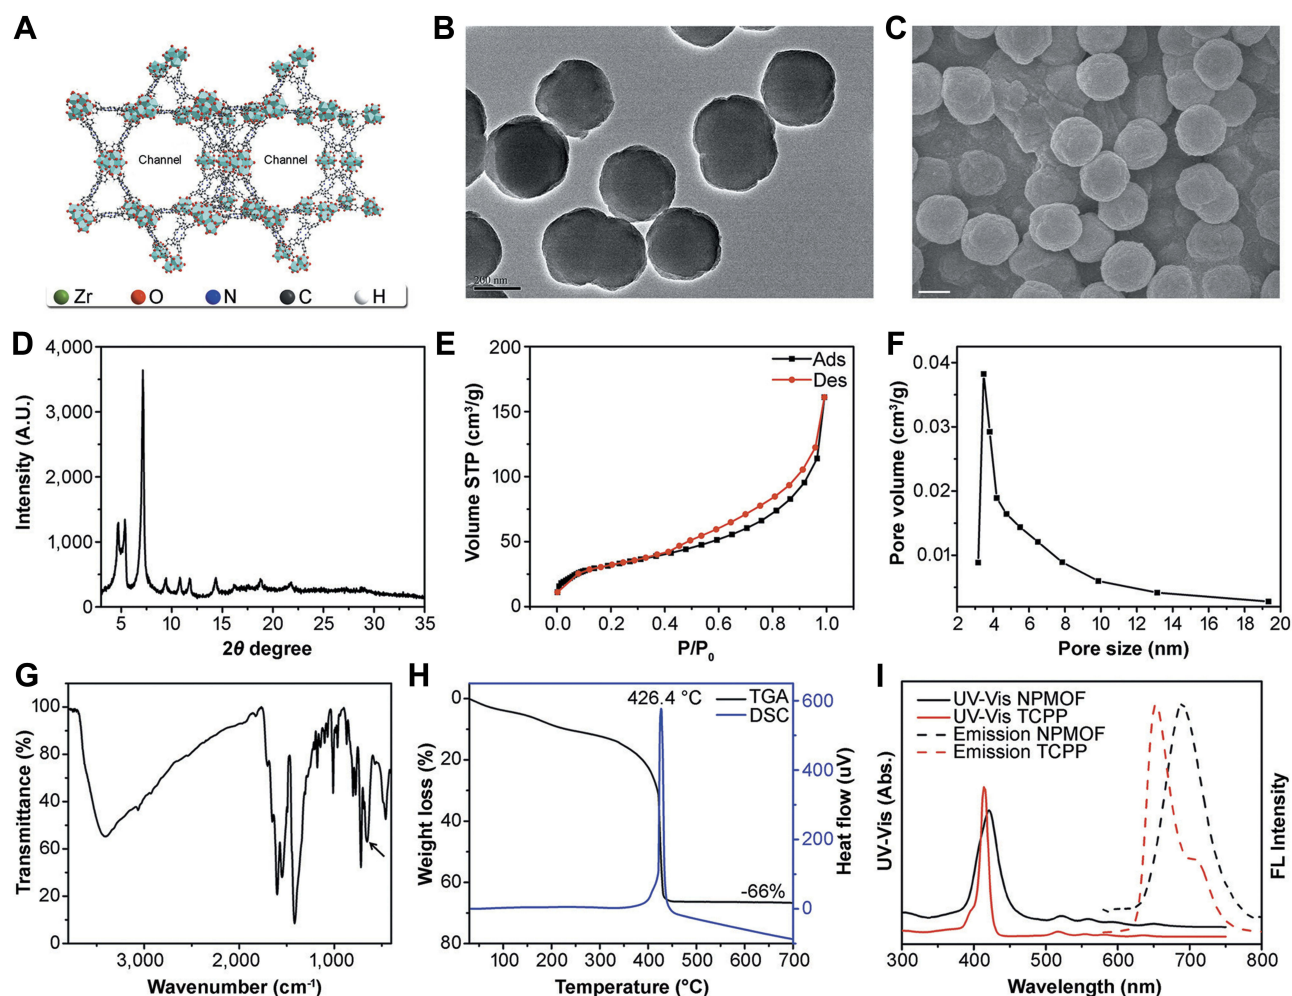 A
Channel Channel
Zr O N C H
B
200 nm
C
D
4,000
3,000
2,000
1,000
0
Intensity (A.U.)
5 10 15 20 25 30 35
2θ degree
E
200
150
100
50
0
Volume STP (cm³/g)
Ads
Des
0.0 0.2 0.4 0.6 0.8 1.0
P/P₀
F
0.04
0.03
0.02
0.01
Pore volume (cm³/g)
2 4 6 8 10 12 14 16 18 20
Pore size (nm)
G
100
80
40
60
20
0
Transmittance (%)
3,000 2,000 1,000
Wavenumber (cm⁻¹)
H
426.4 °C
TGA
DSC
0
20
40
60
80
Weight loss (%)
600
400
200
0
Heat flow (uV)
-66%
100 200 300 400 500 600 700
Temperature (°C)
I
UV-Vis NPMOF
UV-Vis TCPP
Emission NPMOF
Emission TCPP
UV-Vis (Abs.)
FL Intensity
300 400 500 600 700 800
Wavelength (nm)